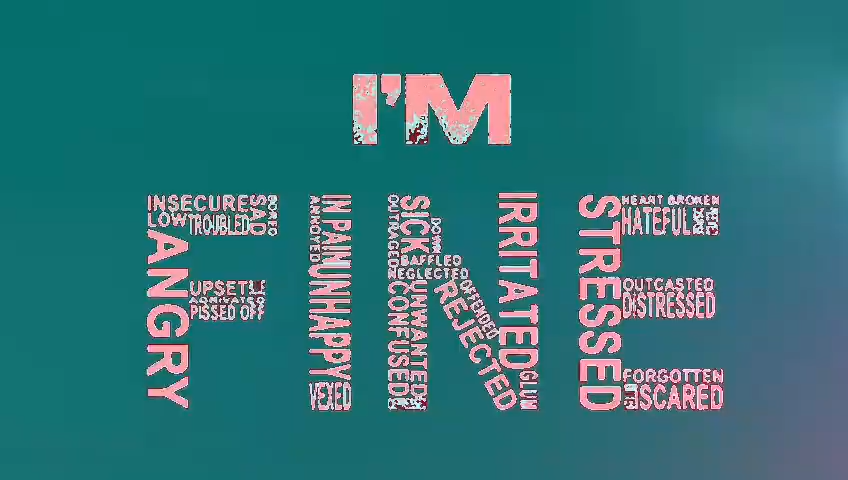 I'M
INSECURE
SAD
BORED
LOW
TROUBLED
ANGRY
UPSET
PISSED OFF
ANNOYED
IN PAIN
UNHAPPY
VEXED
OUTRAGED
SICK
DOWN
BAFFLED
NEGLECTED
CONFUSED
UNWANTED
OFFENDED
REJECTED
IRRITATED
GLUM
STRESSED
HEART BROKEN
HATEFUL
OUTCASTED
DISTRESSED
FORGOTTEN
SCARED